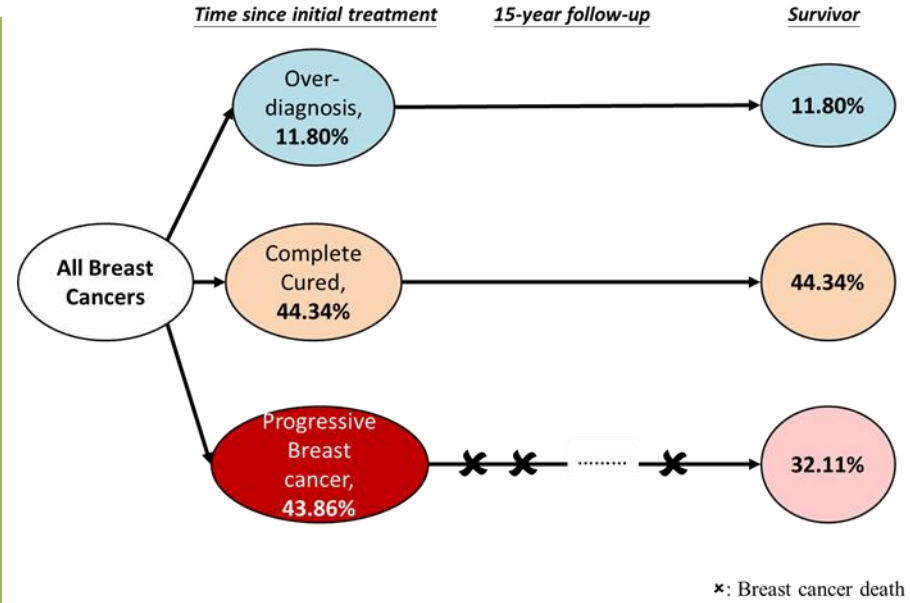 Time since initial treatment
15-year follow-up
Survivor
Over-
diagnosis,
11.80%
11.80%
All Breast
Cancers
Complete
Cured,
44.34%
44.34%
Progressive
Breast
cancer,
43.86%
.........
32.11%
×: Breast cancer death